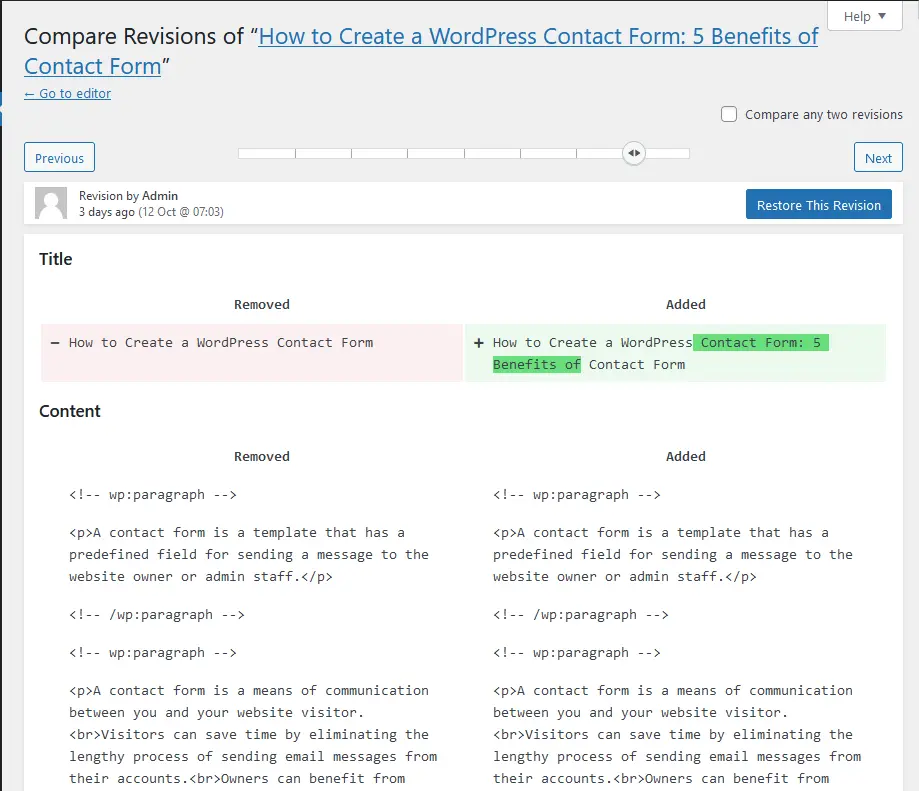 Help ▼
Compare Revisions of “How to Create a WordPress Contact Form: 5 Benefits of
Contact Form”
← Go to editor
Compare any two revisions
Previous
Next
Revision by Admin
3 days ago (12 Oct @ 07:03)
Restore This Revision
Title
Removed
Added
− How to Create a WordPress Contact Form
+ How to Create a WordPress Contact Form: 5
Benefits of Contact Form
Content
Removed
Added
<!-- wp:paragraph -->
<p>A contact form is a template that has a
predefined field for sending a message to the
website owner or admin staff.</p>
<!-- /wp:paragraph -->
<!-- wp:paragraph -->
<p>A contact form is a means of communication
between you and your website visitor.
<br>Visitors can save time by eliminating the
lengthy process of sending email messages from
their accounts.<br>Owners can benefit from
<!-- wp:paragraph -->
<p>A contact form is a template that has a
predefined field for sending a message to the
website owner or admin staff.</p>
<!-- /wp:paragraph -->
<!-- wp:paragraph -->
<p>A contact form is a means of communication
between you and your website visitor.
<br>Visitors can save time by eliminating the
lengthy process of sending email messages from
their accounts.<br>Owners can benefit from